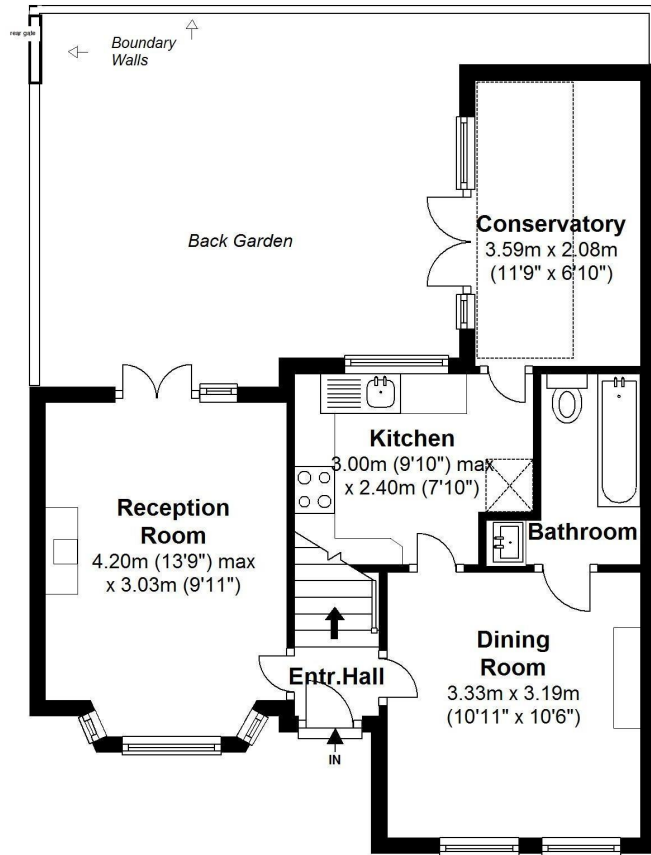 rear gate
Boundary
Walls
Back Garden
Conservatory
3.59m x 2.08m
(11'9" x 6'10")
Kitchen
3.00m (9'10") max
x 2.40m (7'10")
Reception
Room
4.20m (13'9") max
x 3.03m (9'11")
Bathroom
Entr.Hall
Dining
Room
3.33m x 3.19m
(10'11" x 10'6")
IN